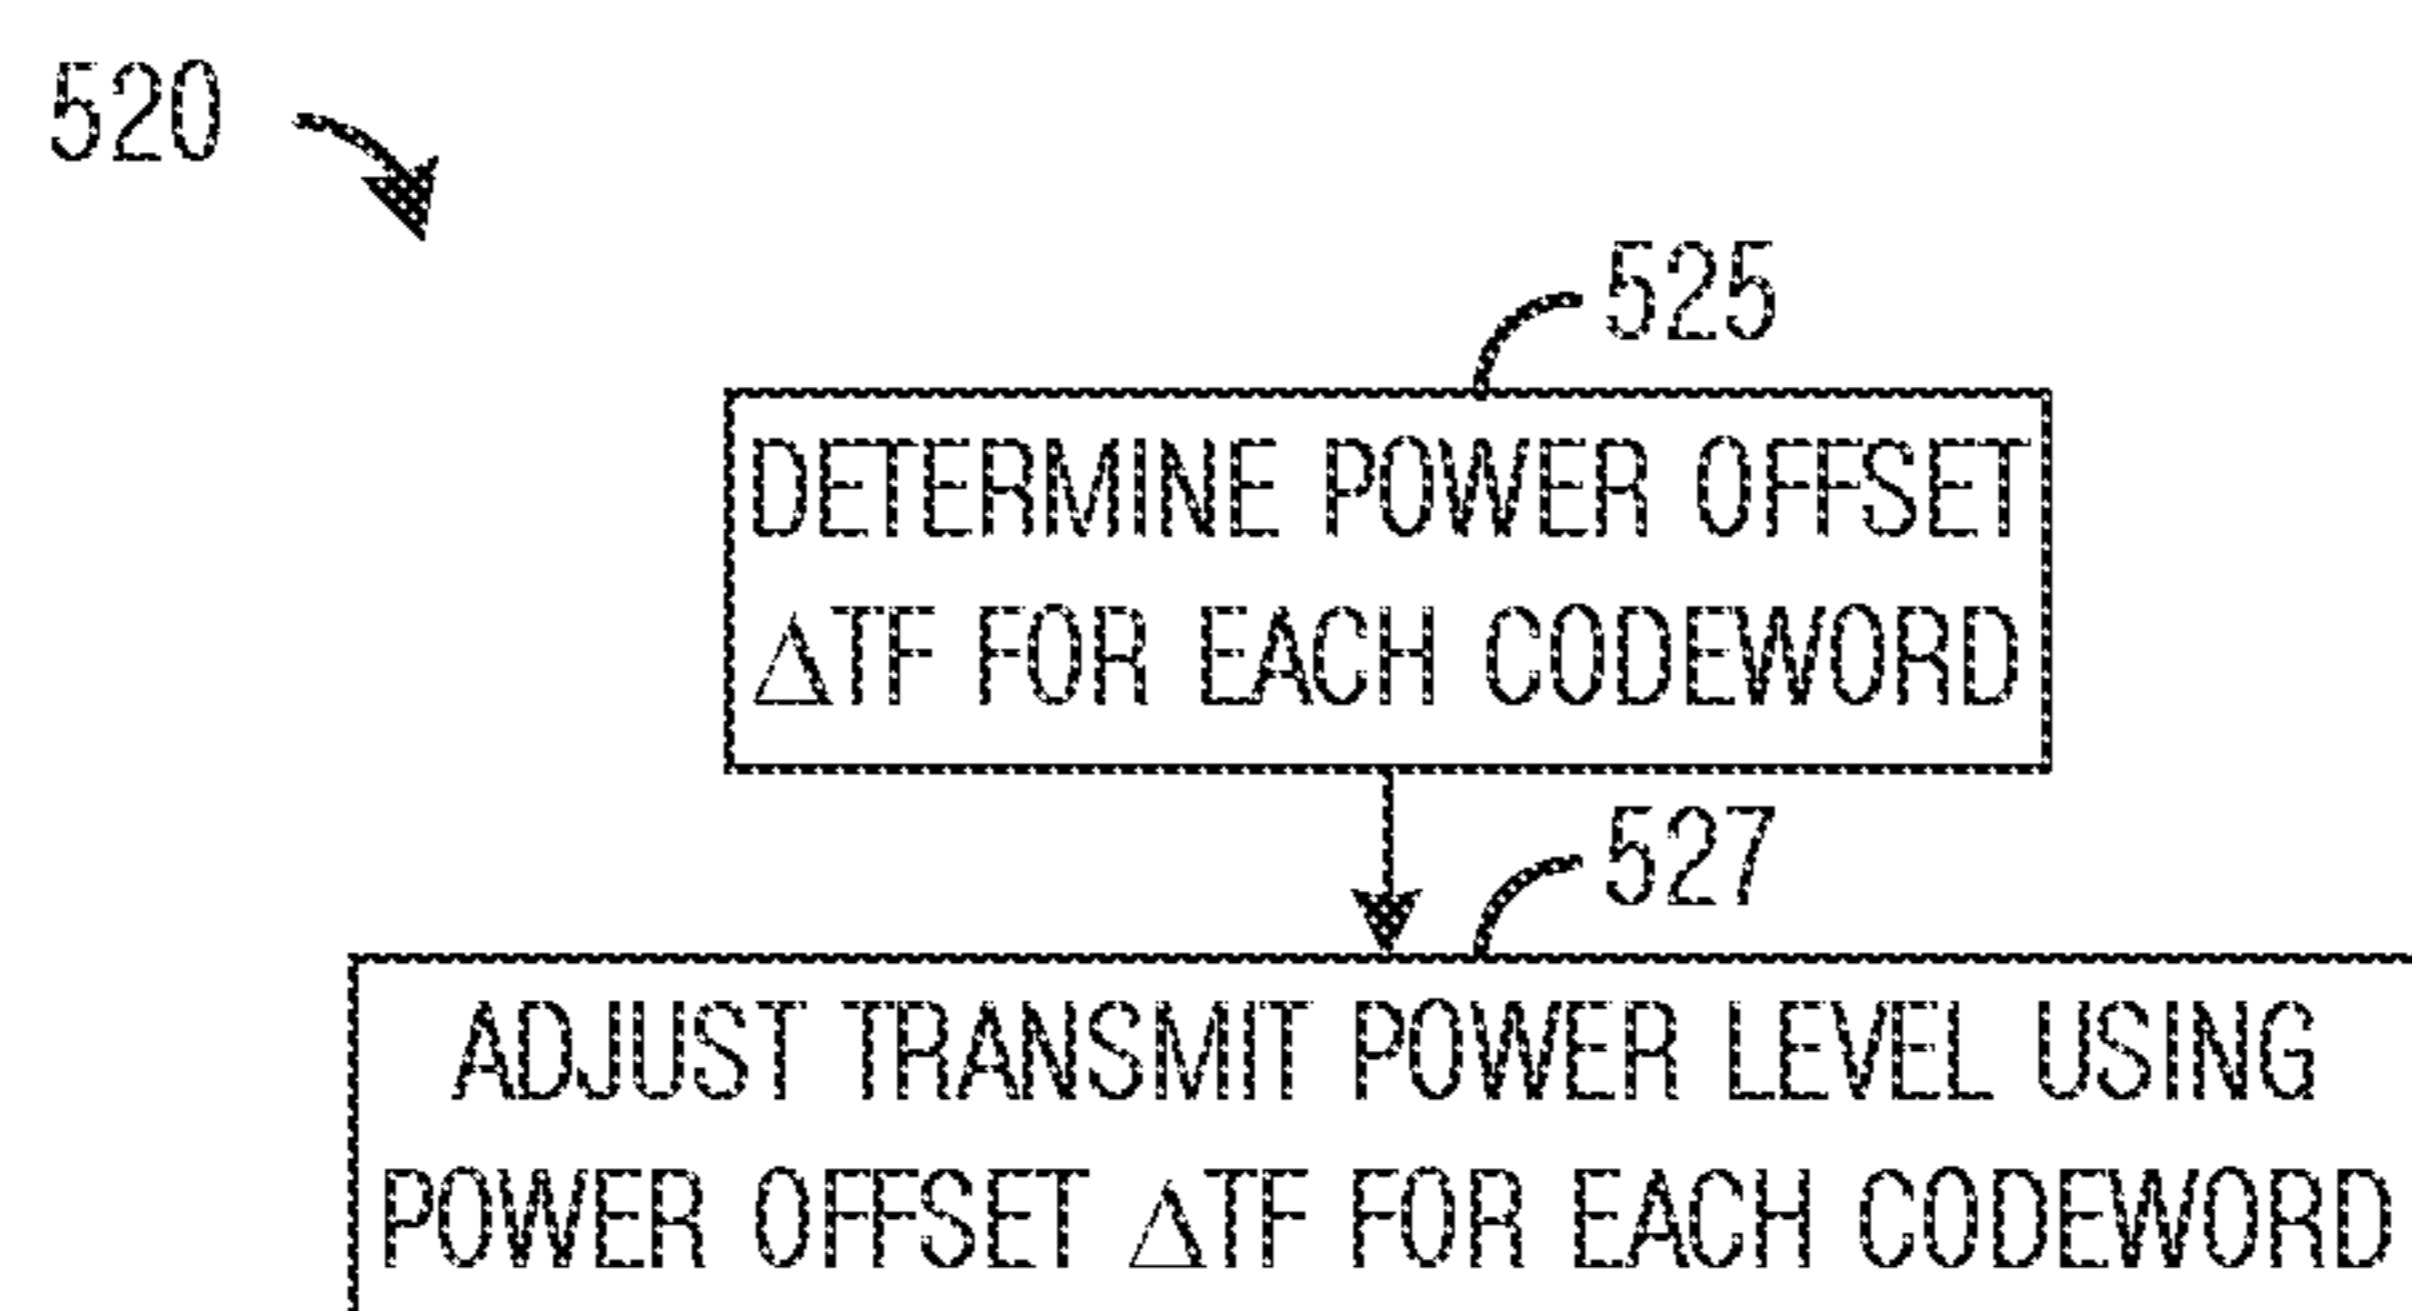 520
525
DETERMINE POWER OFFSET
ΔTF FOR EACH CODEWORD
527
ADJUST TRANSMIT POWER LEVEL USING
POWER OFFSET ΔTF FOR EACH CODEWORD